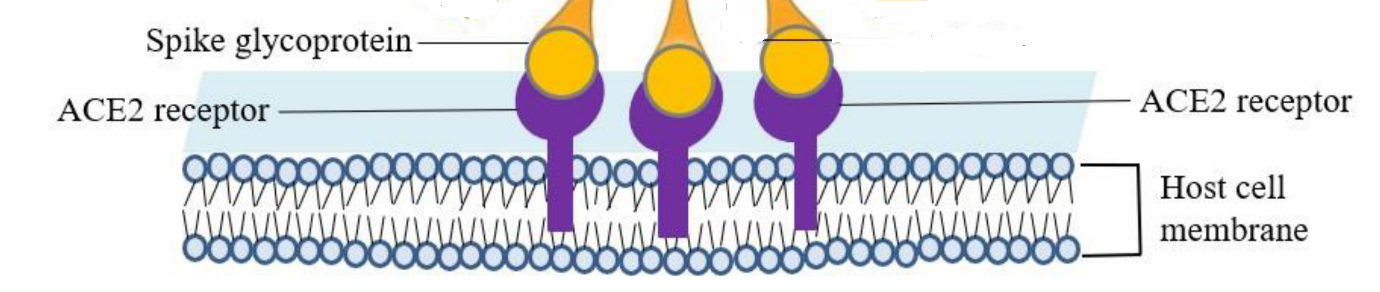 Spike glycoprotein
ACE2 receptor
ACE2 receptor
Host cell
membrane